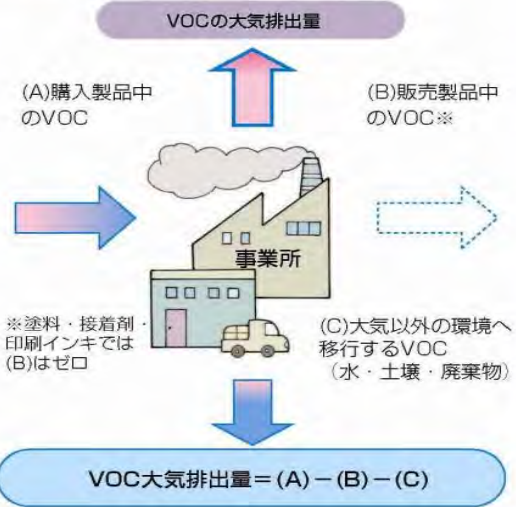 VOCの大気排出量
(A)購入製品中
のVOC
(B)販売製品中
のVOC※
事業所
※塗料・接着剤・
印刷インキでは
(B)はゼロ
(C)大気以外の環境へ
移行するVOC
（水・土壌・廃棄物）
VOC大気排出量＝(A)－(B)－(C)